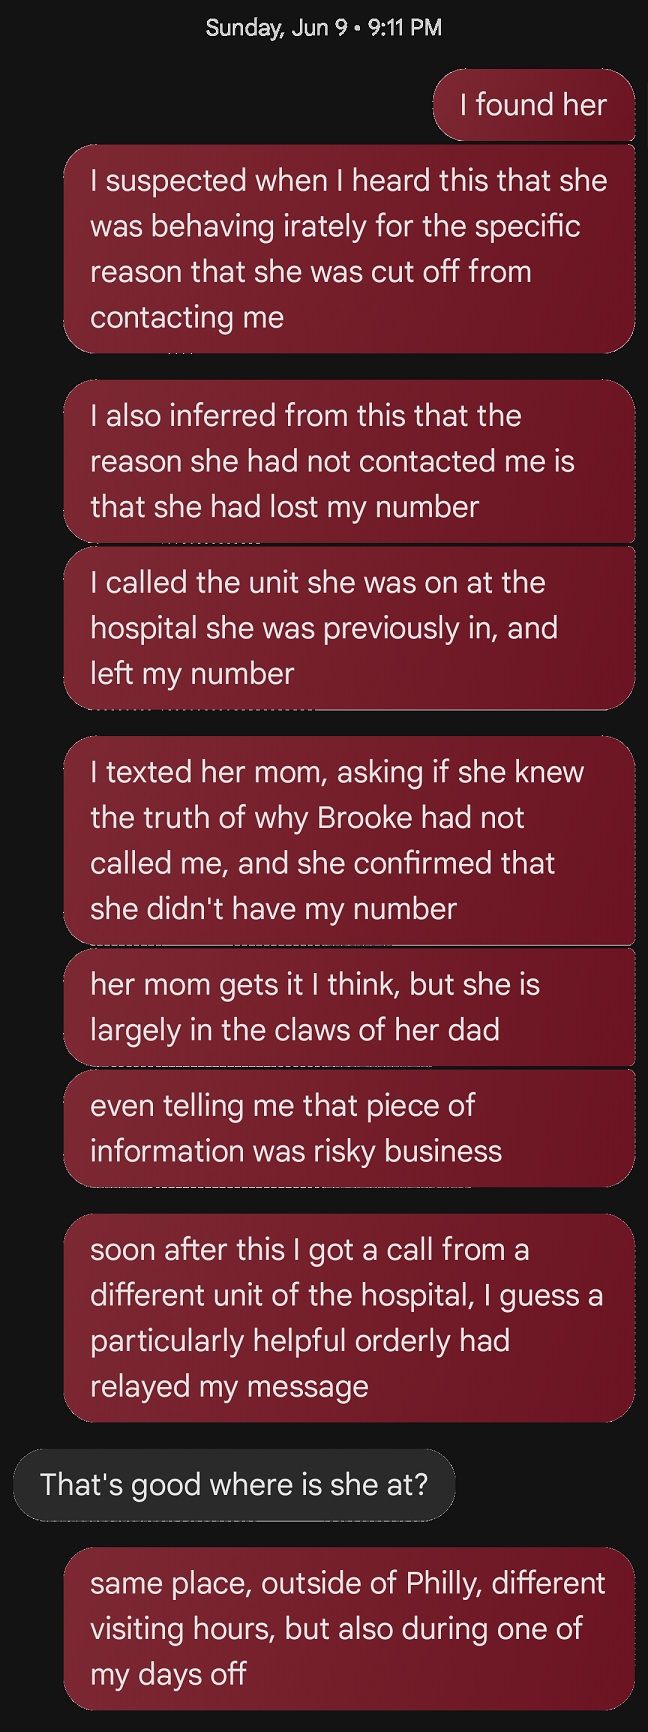 Sunday, Jun 9 • 9:11 PM
I found her
I suspected when I heard this that she
was behaving irately for the specific
reason that she was cut off from
contacting me
I also inferred from this that the
reason she had not contacted me is
that she had lost my number
I called the unit she was on at the
hospital she was previously in, and
left my number
I texted her mom, asking if she knew
the truth of why Brooke had not
called me, and she confirmed that
she didn't have my number
her mom gets it I think, but she is
largely in the claws of her dad
even telling me that piece of
information was risky business
soon after this I got a call from a
different unit of the hospital, I guess a
particularly helpful orderly had
relayed my message
That's good where is she at?
same place, outside of Philly, different
visiting hours, but also during one of
my days off